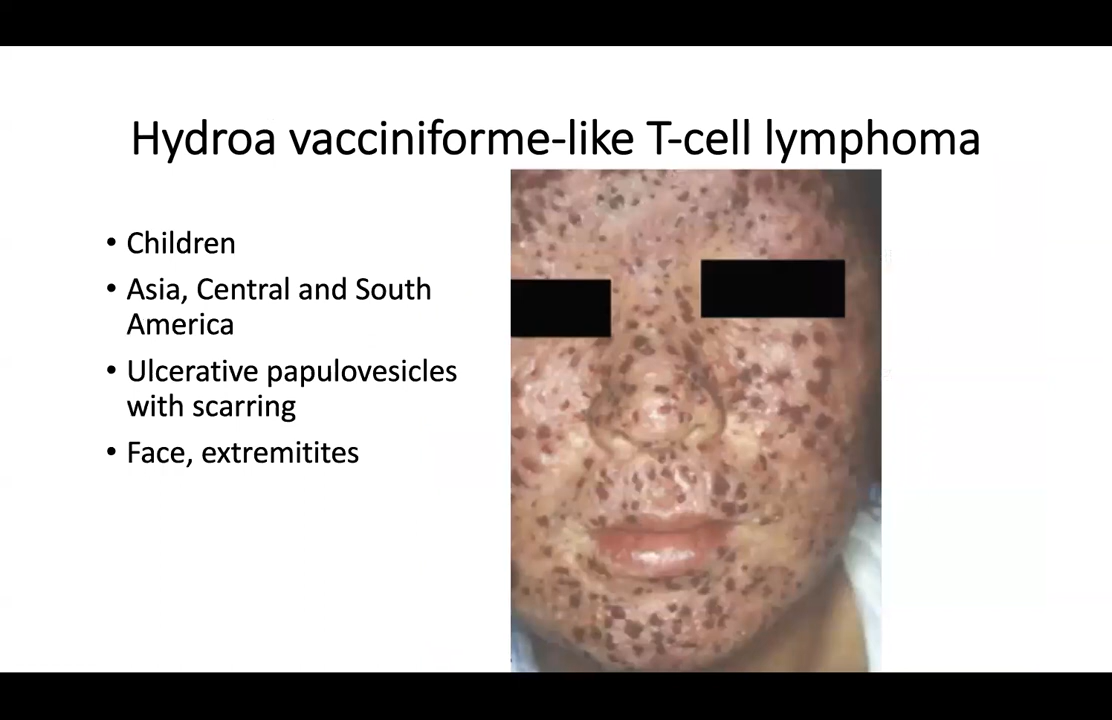 Hydroa vacciniforme-like T-cell lymphoma
• Children
• Asia, Central and South
America
• Ulcerative papulovesicles
with scarring
• Face, extremitites